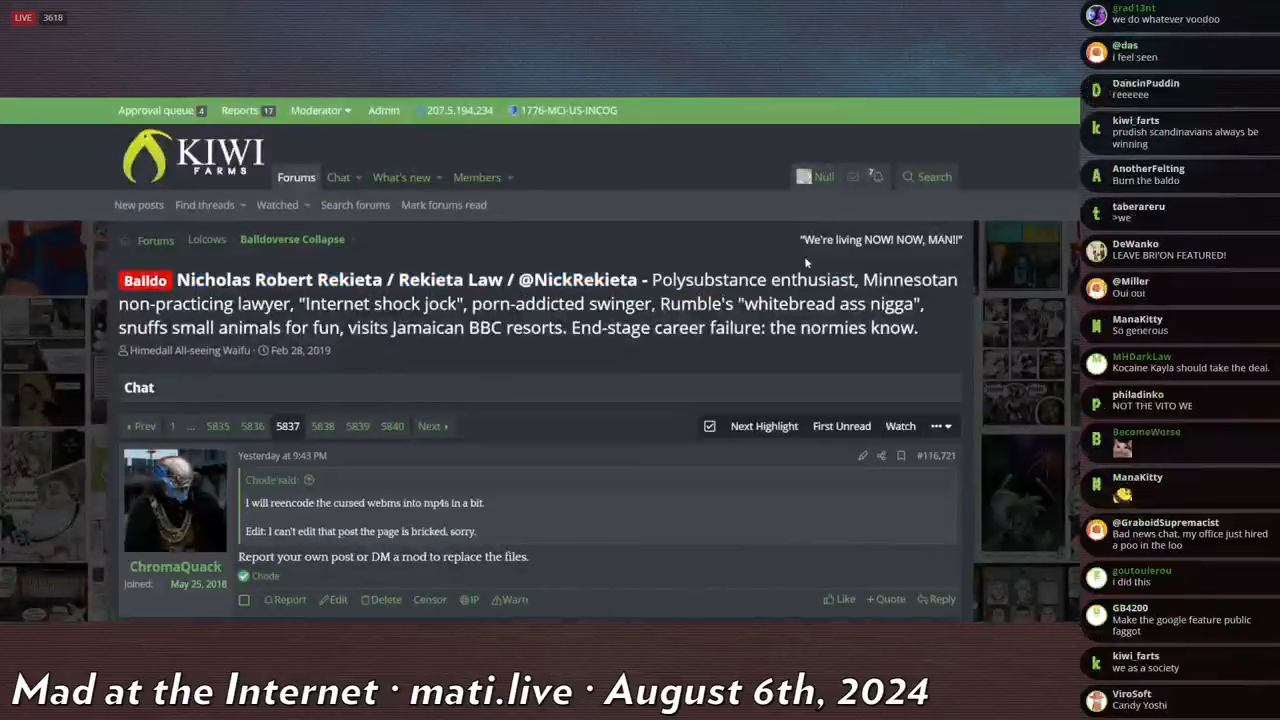 LIVE 3618
Approval queue 4 Reports 17 Moderator Admin 207.5.194.234 1776-MCI-US-INCOG
KIWI
FARMS
Forums Chat What's new Members Null 7 Search
New posts Find threads Watched Search forums Mark forums read
Forums Lolcows Balldoverse Collapse "We're living NOW! NOW, MAN!!"
Balldo Nicholas Robert Rekieta / Rekieta Law / @NickRekieta - Polysubstance enthusiast, Minnesotan
non-practicing lawyer, "Internet shock jock", porn-addicted swinger, Rumble's "whitebread ass nigga",
snuffs small animals for fun, visits Jamaican BBC resorts. End-stage career failure: the normies know.
Himedall All-seeing Waifu · Feb 28, 2019
Chat
Prev 1 ... 5835 5836 5837 5838 5839 5840 Next Next Highlight First Unread Watch
Yesterday at 9:43 PM #116,721
Chode said:
I will reencode the cursed webms into mp4s in a bit.
Edit: I can't edit that post the page is bricked, sorry.
Report your own post or DM a mod to replace the files.
ChromaQuack
Chode
Joined: May 25, 2018
Report Edit Delete Censor IP Warn Like +Quote Reply
grad13nt
we do whatever voodoo
@das
i feel seen
DancinPuddin
reeeeee
kiwi_farts
prudish scandinavians always be
winning
AnotherFelting
Burn the baldo
taberareru
>we
DeWanko
LEAVE BRI'ON FEATURED!
@Miller
Oui ooi
ManaKitty
So generous
MHDarkLaw
Kocaine Kayla should take the deal.
philadinko
NOT THE VITO WE
BecomeWorse
ManaKitty
@GraboidSupremacist
Bad news chat, my office just hired
a poo in the loo
goutouierou
i did this
GB4200
Make the google feature public
faggot
kiwi_farts
we as a society
ViroSoft
Candy Yoshi
Mad at the Internet · mati.live · August 6th, 2024